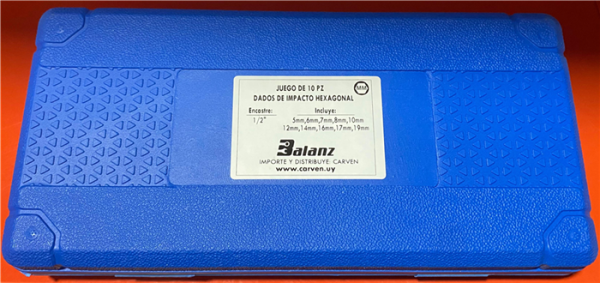 JUEGO DE 10 PZ
MM
DADOS DE IMPACTO HEXAGONAL
Encastre: Incluye:
1/2" 5mm,6mm,7mm,8mm,10mm
12mm,14mm,16mm,17mm,19mm
Balanz
IMPORTE Y DISTRIBUYE: CARVEN
www.carven.uy